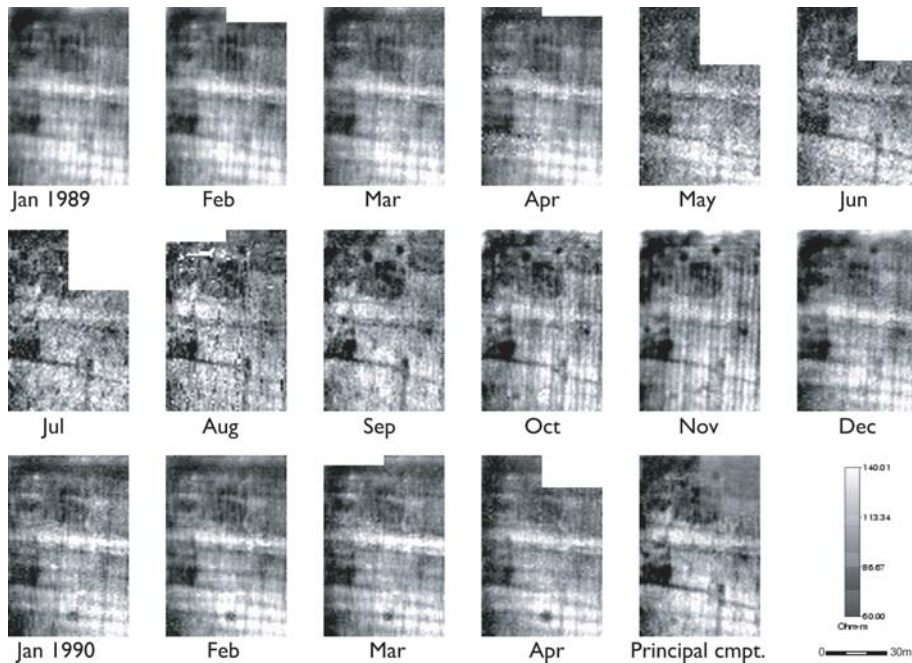 Jan 1989 Feb Mar Apr May Jun
Jul Aug Sep Oct Nov Dec
140.01
113.34
86.67
60.00
Ohm-m
Jan 1990 Feb Mar Apr Principal cmpt. 0 30m